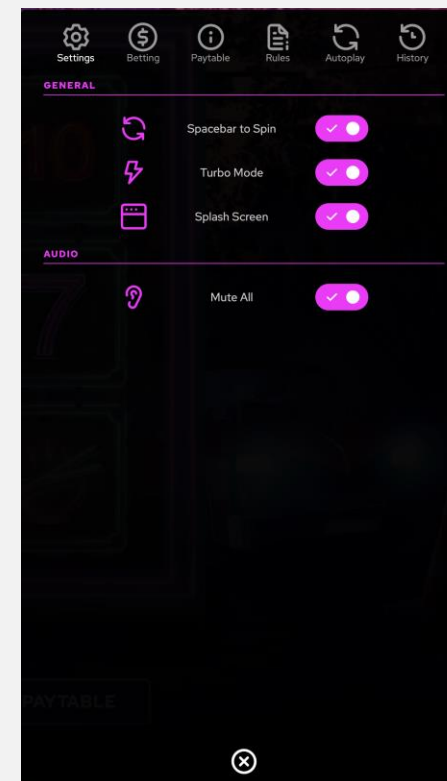 Settings Betting Paytable Rules Autoplay History
GENERAL
Spacebar to Spin
Turbo Mode
Splash Screen
AUDIO
Mute All
PAYTABLE